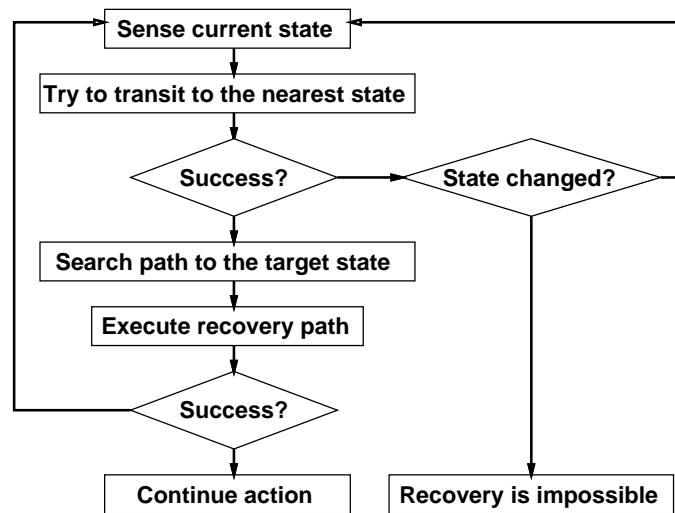 Sense current state
Try to transit to the nearest state
Success?
State changed?
Search path to the target state
Execute recovery path
Success?
Continue action
Recovery is impossible